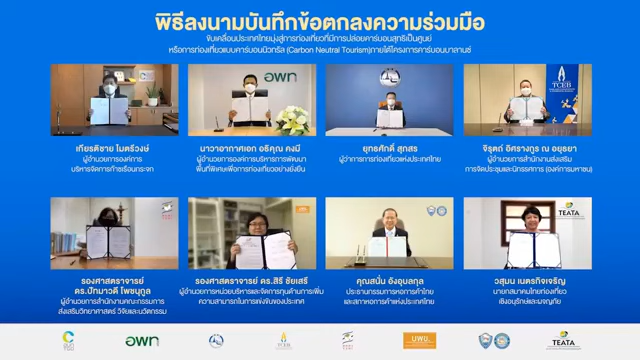 พิธีลงนามบันทึกข้อตกลงความร่วมมือ
ขับเคลื่อนประเทศไทยมุ่งสู่การท่องเที่ยวที่มีการปล่อยคาร์บอนสุทธิเป็นศูนย์
หรือการท่องเที่ยวแบบคาร์บอนนิวทรัล (Carbon Neutral Tourism)ภายใต้โครงการคาร์บอนบาลานซ์
อพท
TCEB
เกียรติชาย ไมตรีวงษ์
ผู้อำนวยการองค์การ
บริหารจัดการก๊าซเรือนกระจก
นาวาอากาศเอก อธิคุณ คงมี
ผู้อำนวยการองค์การบริหารการพัฒนา
พื้นที่พิเศษเพื่อการท่องเที่ยวอย่างยั่งยืน
ยุทธศักดิ์ สุภสร
ผู้ว่าการการท่องเที่ยวแห่งประเทศไทย
จิรุตถ์ อิศรางกูร ณ อยุธยา
ผู้อำนวยการสำนักงานส่งเสริม
การจัดประชุมและนิทรรศการ (องค์การมหาชน)
TEATA
รองศาสตราจารย์
ดร.ปัทมาวดี โพชนุกูล
ผู้อำนวยการสำนักงานคณะกรรมการ
ส่งเสริมวิทยาศาสตร์ วิจัยและนวัตกรรม
รองศาสตราจารย์ ดร.สิรี ชัยเสรี
ผู้อำนวยการหน่วยบริหารและจัดการทุนด้านการเพิ่ม
ความสามารถในการแข่งขันของประเทศ
คุณสนั่น อังอุบลกุล
ประธานกรรมการหอการค้าไทย
และสภาหอการค้าแห่งประเทศไทย
วสุมน เนตรกิจเจริญ
นายกสมาคมไทยท่องเที่ยว
เชิงอนุรักษ์และผจญภัย
อพท
TCEB
บพข.
TEATA